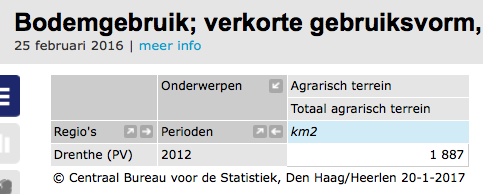 Bodemgebruik; verkorte gebruiksvorm,
25 februari 2016 | meer info
Onderwerpen Agrarisch terrein
Totaal agrarisch terrein
Regio's Perioden km2
Drenthe (PV) 2012 1 887
© Centraal Bureau voor de Statistiek, Den Haag/Heerlen 20-1-2017